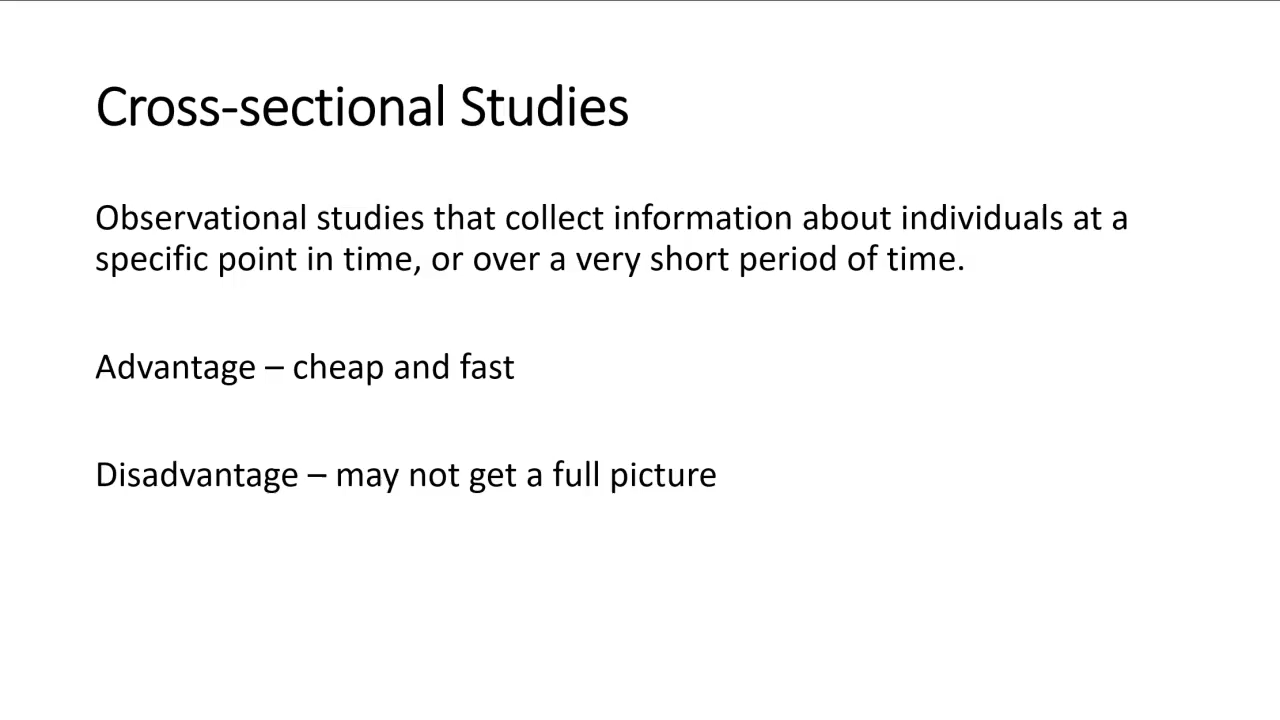 Cross-sectional Studies
Observational studies that collect information about individuals at a
specific point in time, or over a very short period of time.
Advantage – cheap and fast
Disadvantage – may not get a full picture